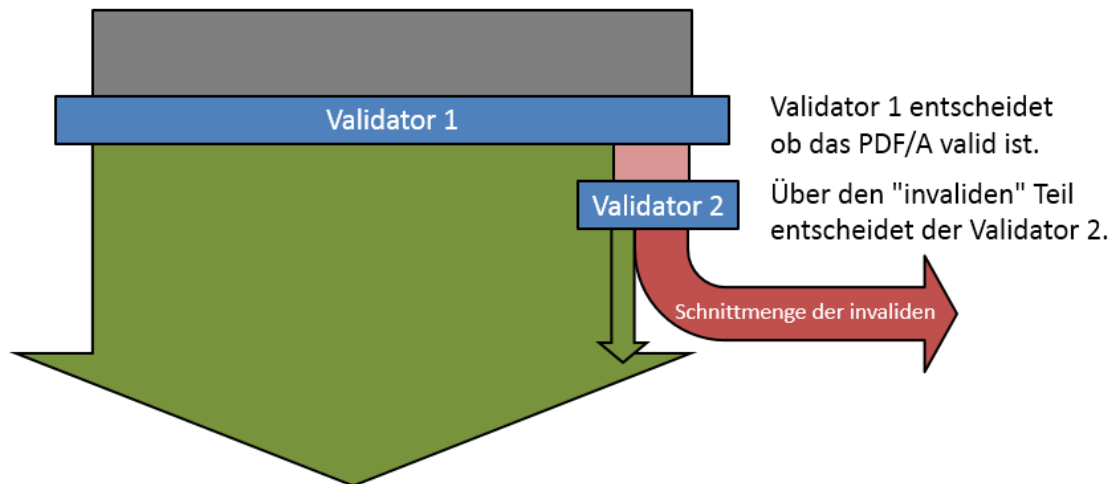 Validator 1
Validator 1 entscheidet
ob das PDF/A valid ist.
Validator 2
Über den "invaliden" Teil
entscheidet der Validator 2.
Schnittmenge der invaliden